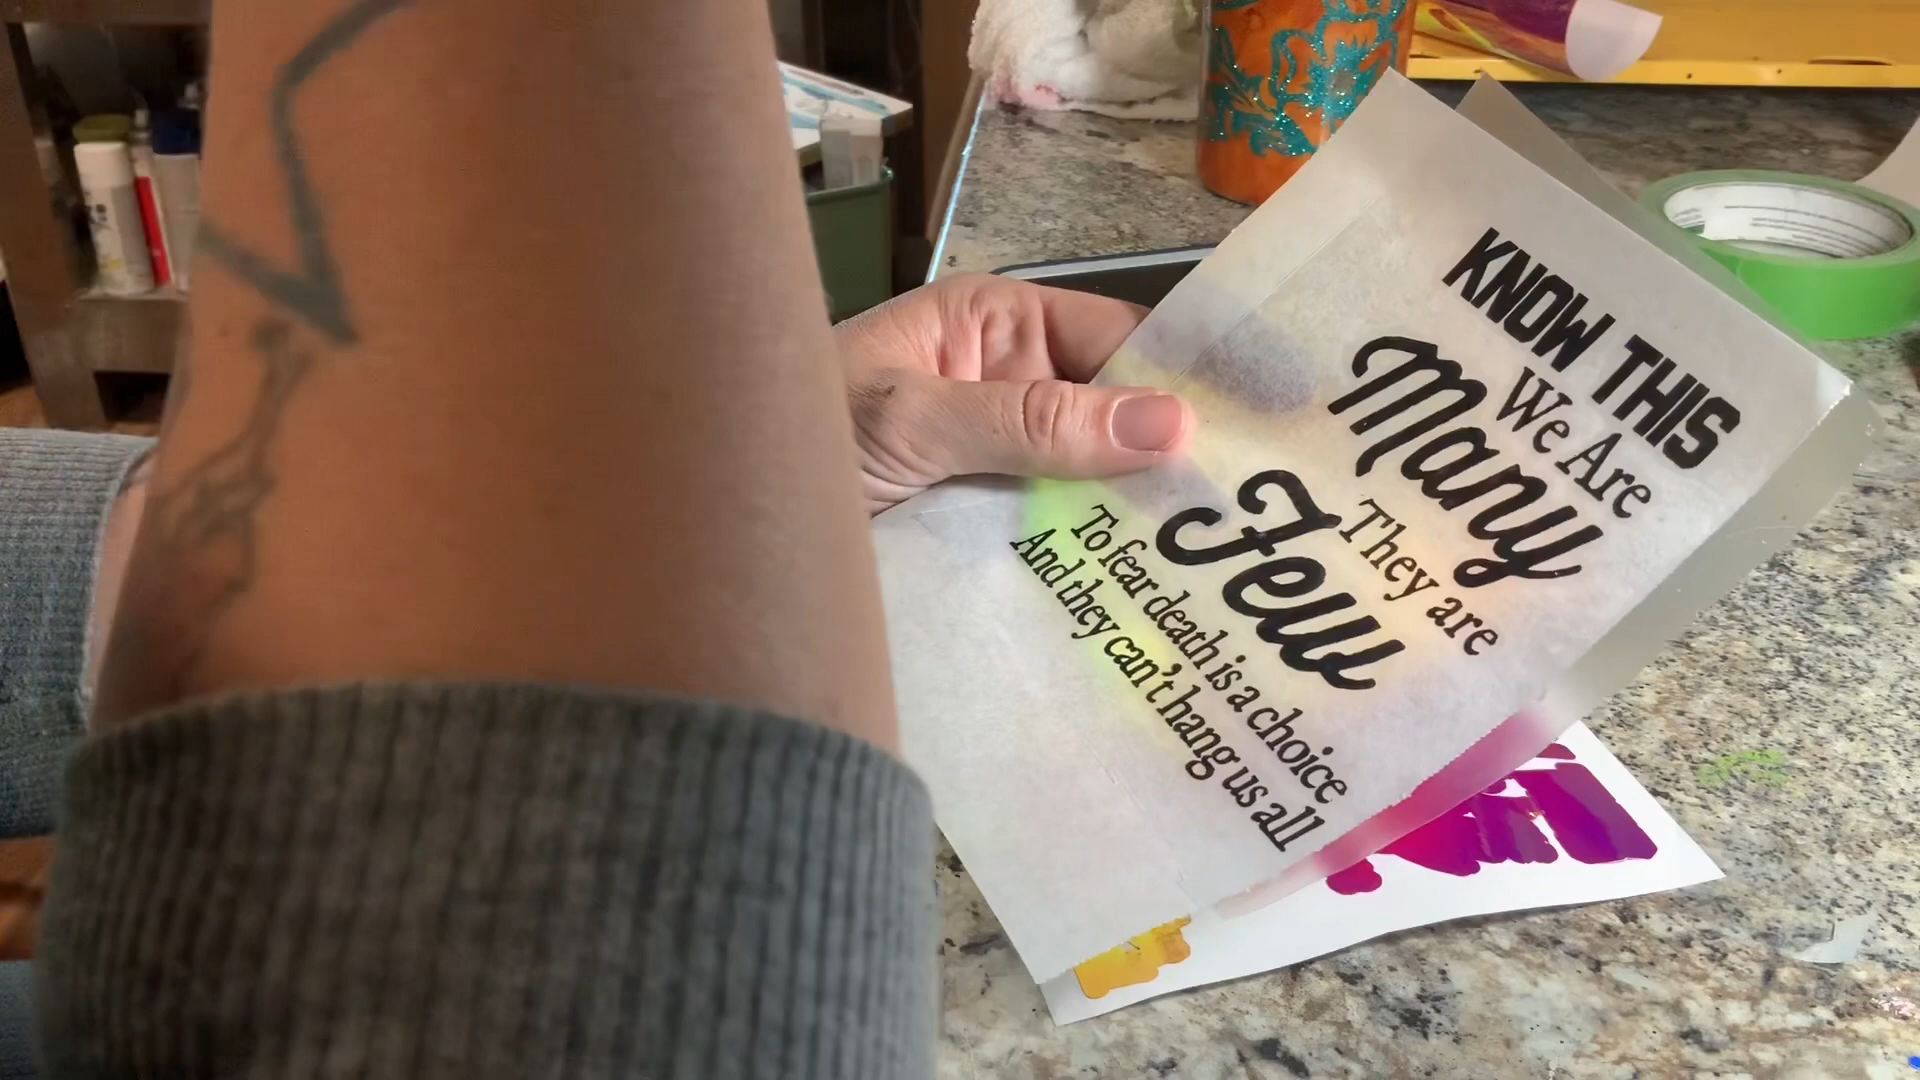 KNOW THIS
We Are
Many
They are
Few
To fear death is a choice
And they can't hang us all